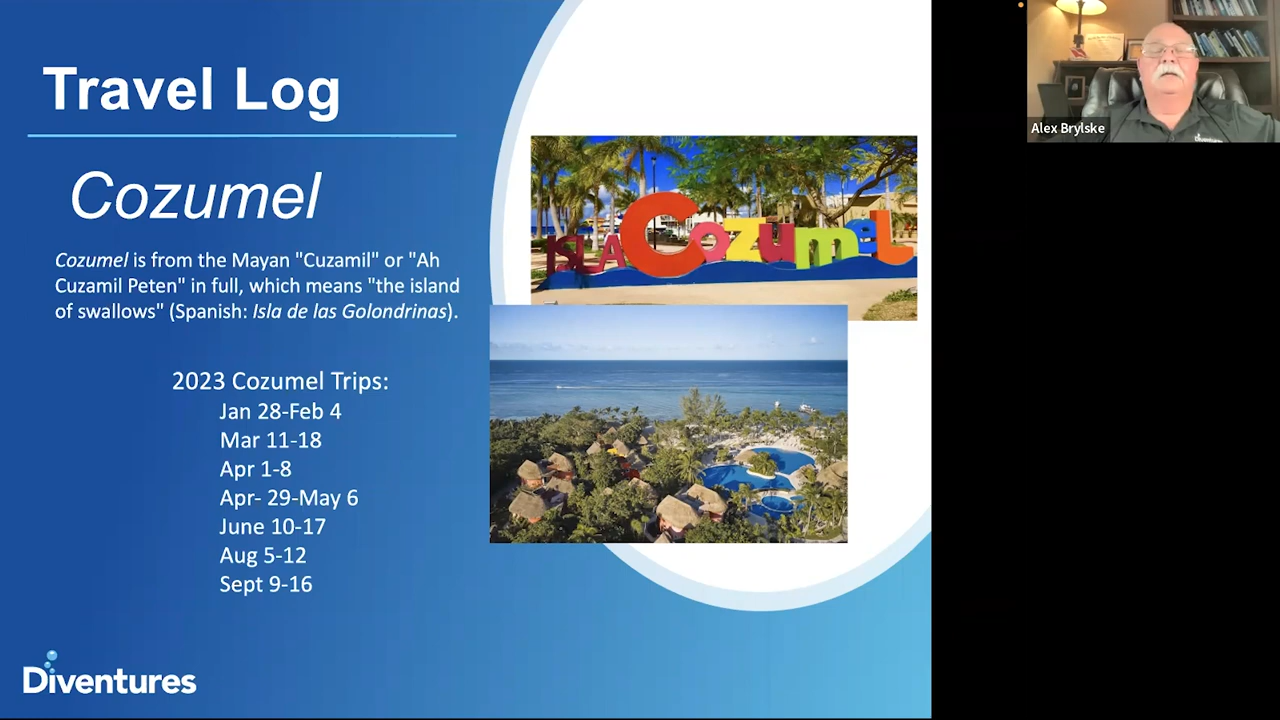 Travel Log
Cozumel
Cozumel is from the Mayan "Cuzamil" or "Ah
Cuzamil Peten" in full, which means "the island
of swallows" (Spanish: Isla de las Golondrinas).
2023 Cozumel Trips:
Jan 28-Feb 4
Mar 11-18
Apr 1-8
Apr- 29-May 6
June 10-17
Aug 5-12
Sept 9-16
Diventures
ISLA COzumeL
Alex Brylske
diventures